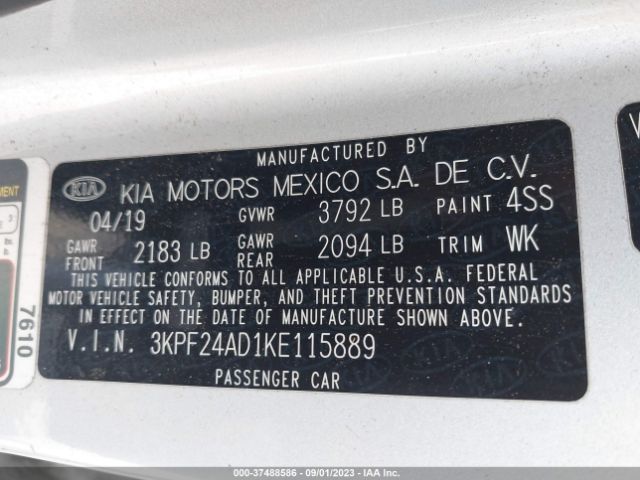 MANUFACTURED BY
KIA KIA MOTORS MEXICO S.A. DE C.V.
04/19 GVWR 3792 LB PAINT 4SS
GAWR FRONT 2183 LB GAWR REAR 2094 LB TRIM WK
THIS VEHICLE CONFORMS TO ALL APPLICABLE U.S.A. FEDERAL
MOTOR VEHICLE SAFETY, BUMPER, AND THEFT PREVENTION STANDARDS
IN EFFECT ON THE DATE OF MANUFACTURE SHOWN ABOVE.
V.I.N. 3KPF24AD1KE115889
PASSENGER CAR
7610
(000-37488586 - 09/01/2023 - IAA Inc.)